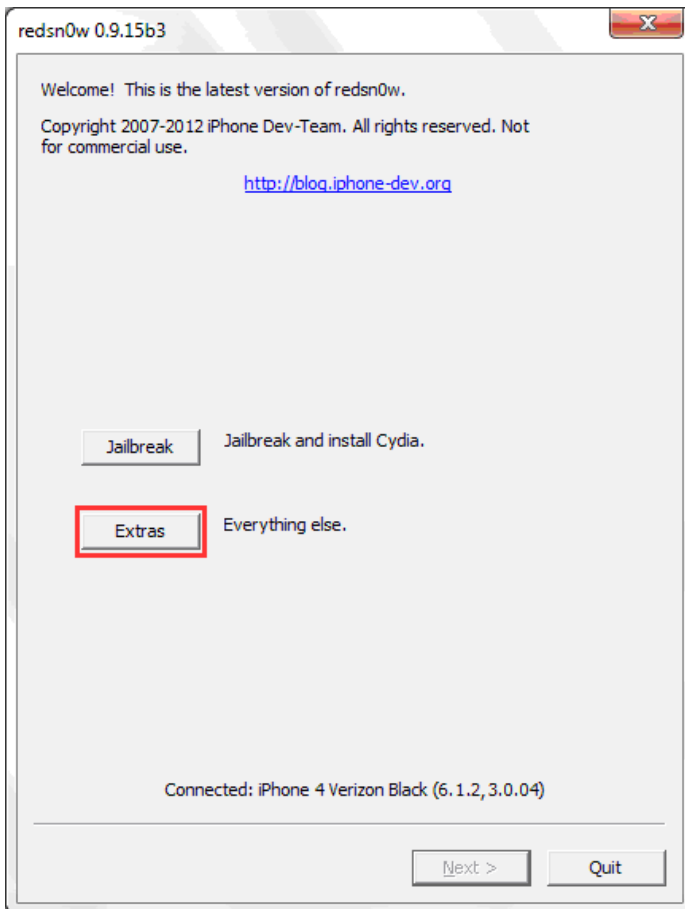 redsn0w 0.9.15b3
Welcome!  This is the latest version of redsn0w.
Copyright 2007-2012 iPhone Dev-Team. All rights reserved. Not
for commercial use.
http://blog.iphone-dev.org
Jailbreak
Jailbreak and install Cydia.
Extras
Everything else.
Connected: iPhone 4 Verizon Black (6.1.2,3.0.04)
Next >
Quit